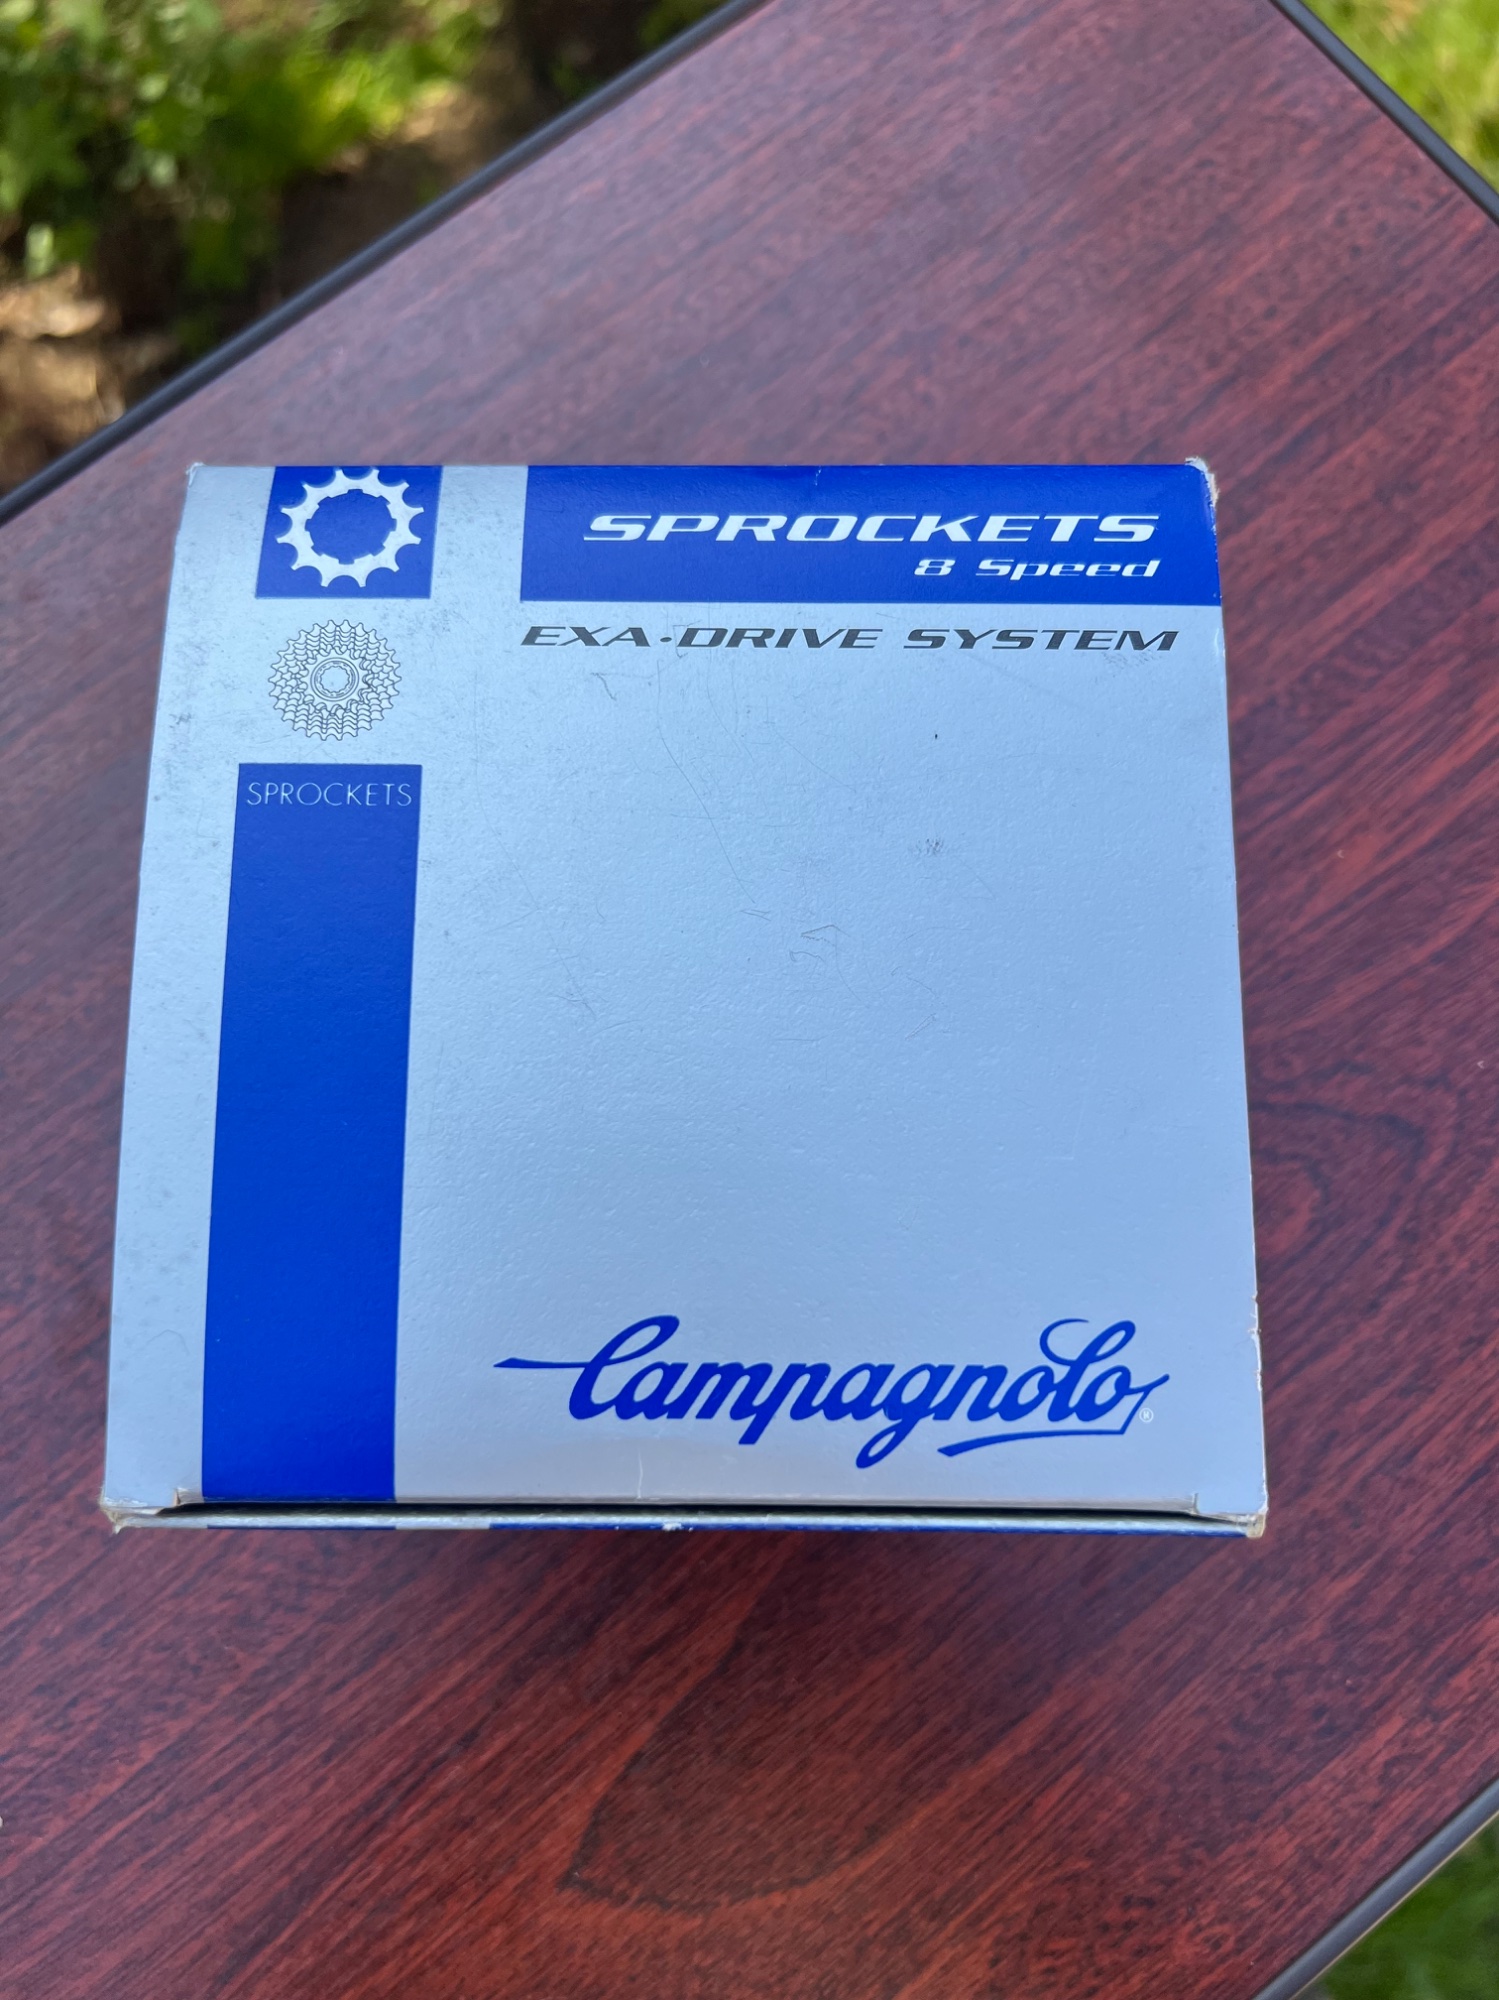 SPROCKETS
8 Speed
EXA·DRIVE SYSTEM
SPROCKETS
Campagnolo®